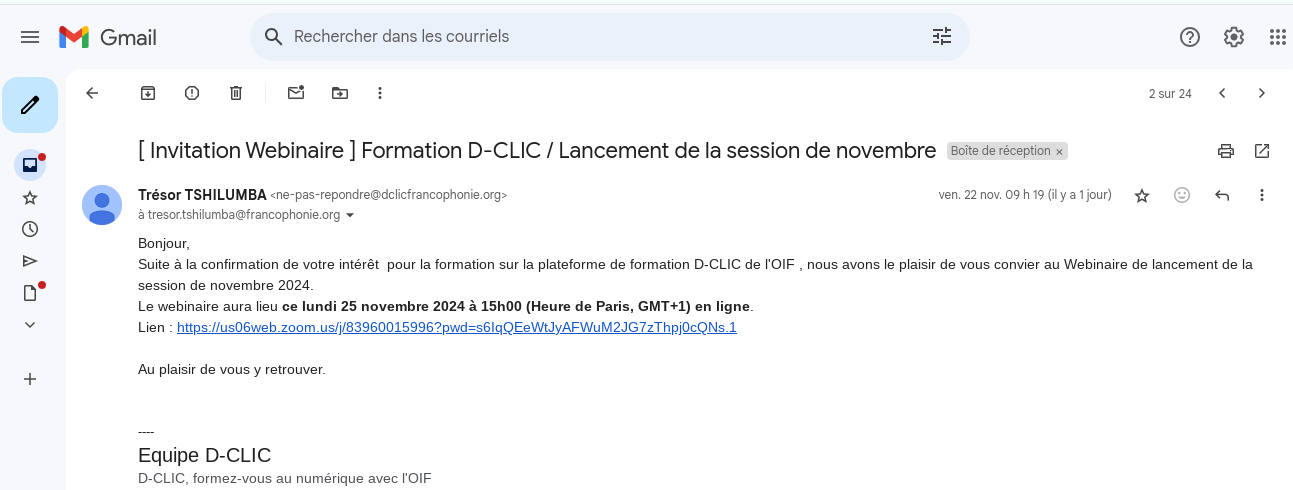 Gmail
Rechercher dans les courriels
2 sur 24
[ Invitation Webinaire ] Formation D-CLIC / Lancement de la session de novembre
Boîte de réception ×
Trésor TSHILUMBA <ne-pas-repondre@dclicfrancophonie.org>
ven. 22 nov. 09 h 19 (il y a 1 jour)
à tresor.tshilumba@francophonie.org
Bonjour,
Suite à la confirmation de votre intérêt  pour la formation sur la plateforme de formation D-CLIC de l'OIF , nous avons le plaisir de vous convier au Webinaire de lancement de la
session de novembre 2024.
Le webinaire aura lieu ce lundi 25 novembre 2024 à 15h00 (Heure de Paris, GMT+1) en ligne.
Lien : https://us06web.zoom.us/j/83960015996?pwd=s6IqQEeWtJyAFWuM2JG7zThpj0cQNs.1
Au plaisir de vous y retrouver.
----
Equipe D-CLIC
D-CLIC, formez-vous au numérique avec l'OIF